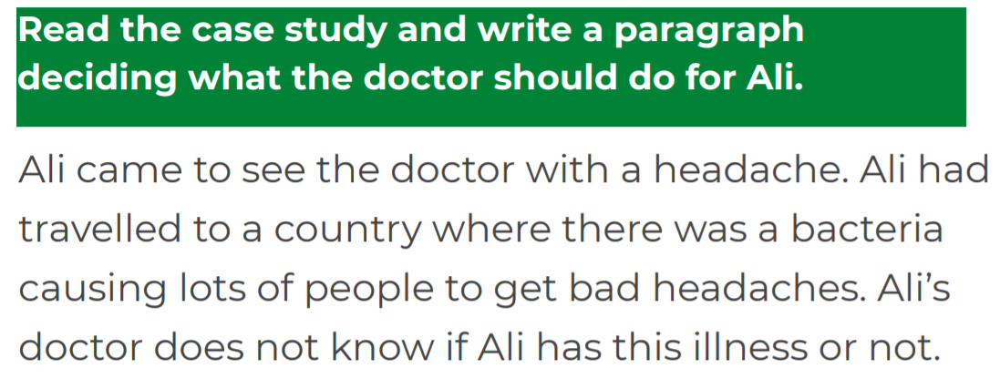 Read the case study and write a paragraph
deciding what the doctor should do for Ali.
Ali came to see the doctor with a headache. Ali had
travelled to a country where there was a bacteria
causing lots of people to get bad headaches. Ali’s
doctor does not know if Ali has this illness or not.